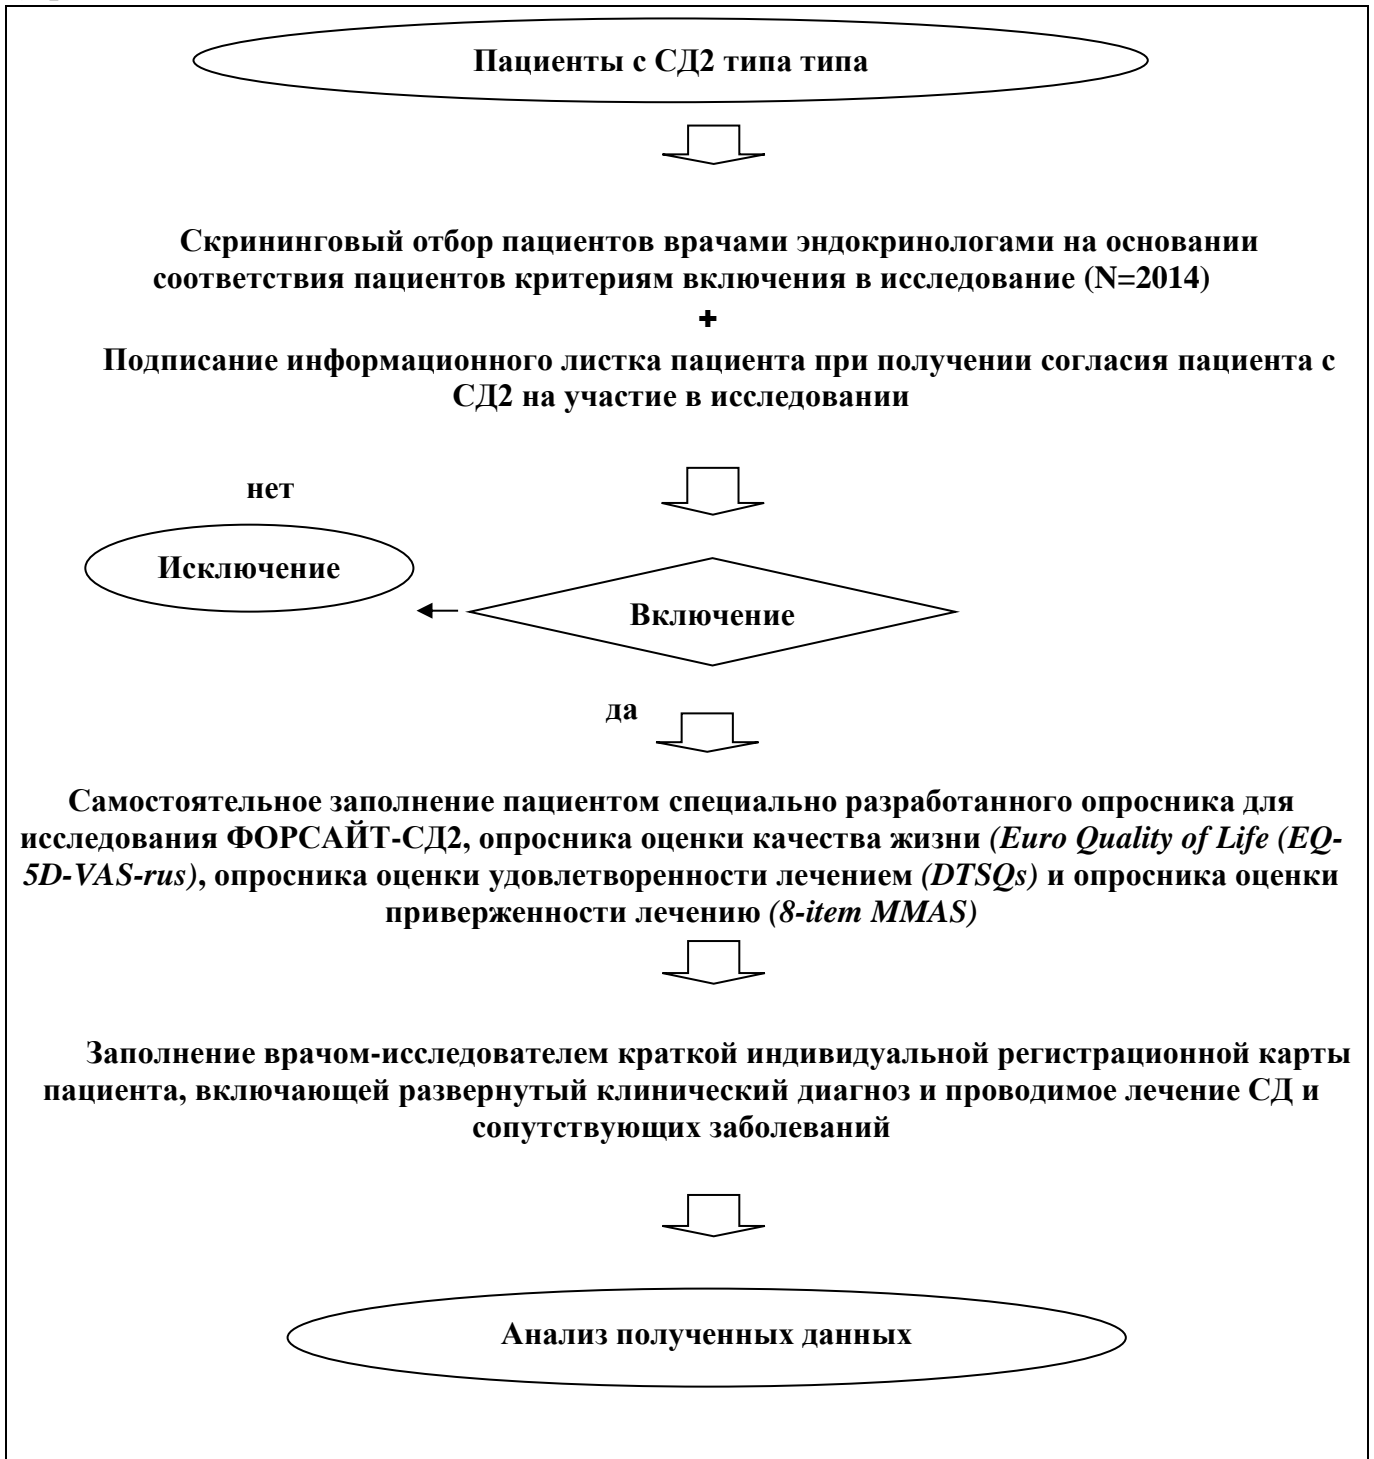 Пациенты с СД2 типа типа
Скрининговый отбор пациентов врачами эндокринологами на основании
соответствия пациентов критериям включения в исследование (N=2014)
+
Подписание информационного листка пациента при получении согласия пациента с
СД2 на участие в исследовании
нет
Исключение
Включение
да
Самостоятельное заполнение пациентом специально разработанного опросника для
исследования ФОРСАЙТ-СД2, опросника оценки качества жизни (Euro Quality of Life (EQ-
5D-VAS-rus), опросника оценки удовлетворенности лечением (DTSQs) и опросника оценки
приверженности лечению (8-item MMAS)
Заполнение врачом-исследователем краткой индивидуальной регистрационной карты
пациента, включающей развернутый клинический диагноз и проводимое лечение СД и
сопутствующих заболеваний
Анализ полученных данных